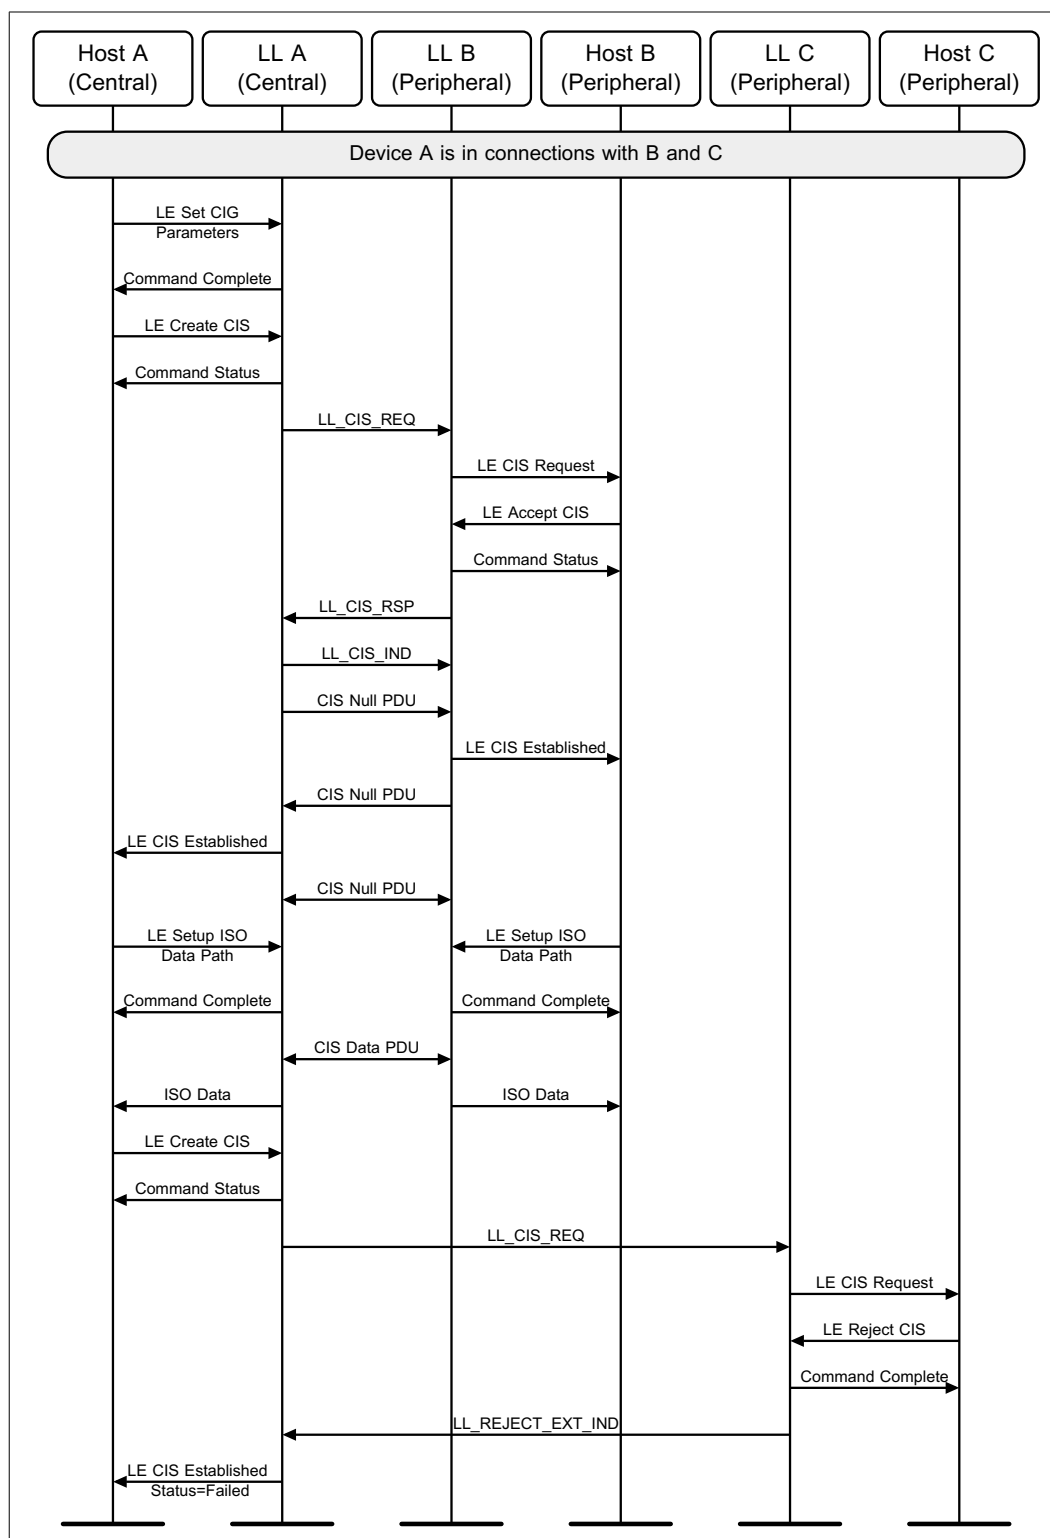 Host A
(Central)
LL A
(Central)
LL B
(Peripheral)
Host B
(Peripheral)
LL C
(Peripheral)
Host C
(Peripheral)
Device A is in connections with B and C
LE Set CIG
Parameters
Command Complete
LE Create CIS
Command Status
LL_CIS_REQ
LE CIS Request
LE Accept CIS
Command Status
LL_CIS_RSP
LL_CIS_IND
CIS Null PDU
LE CIS Established
CIS Null PDU
LE CIS Established
CIS Null PDU
LE Setup ISO
Data Path
LE Setup ISO
Data Path
Command Complete
Command Complete
CIS Data PDU
ISO Data
ISO Data
LE Create CIS
Command Status
LL_CIS_REQ
LE CIS Request
LE Reject CIS
Command Complete
LL_REJECT_EXT_IND
LE CIS Established
Status=Failed